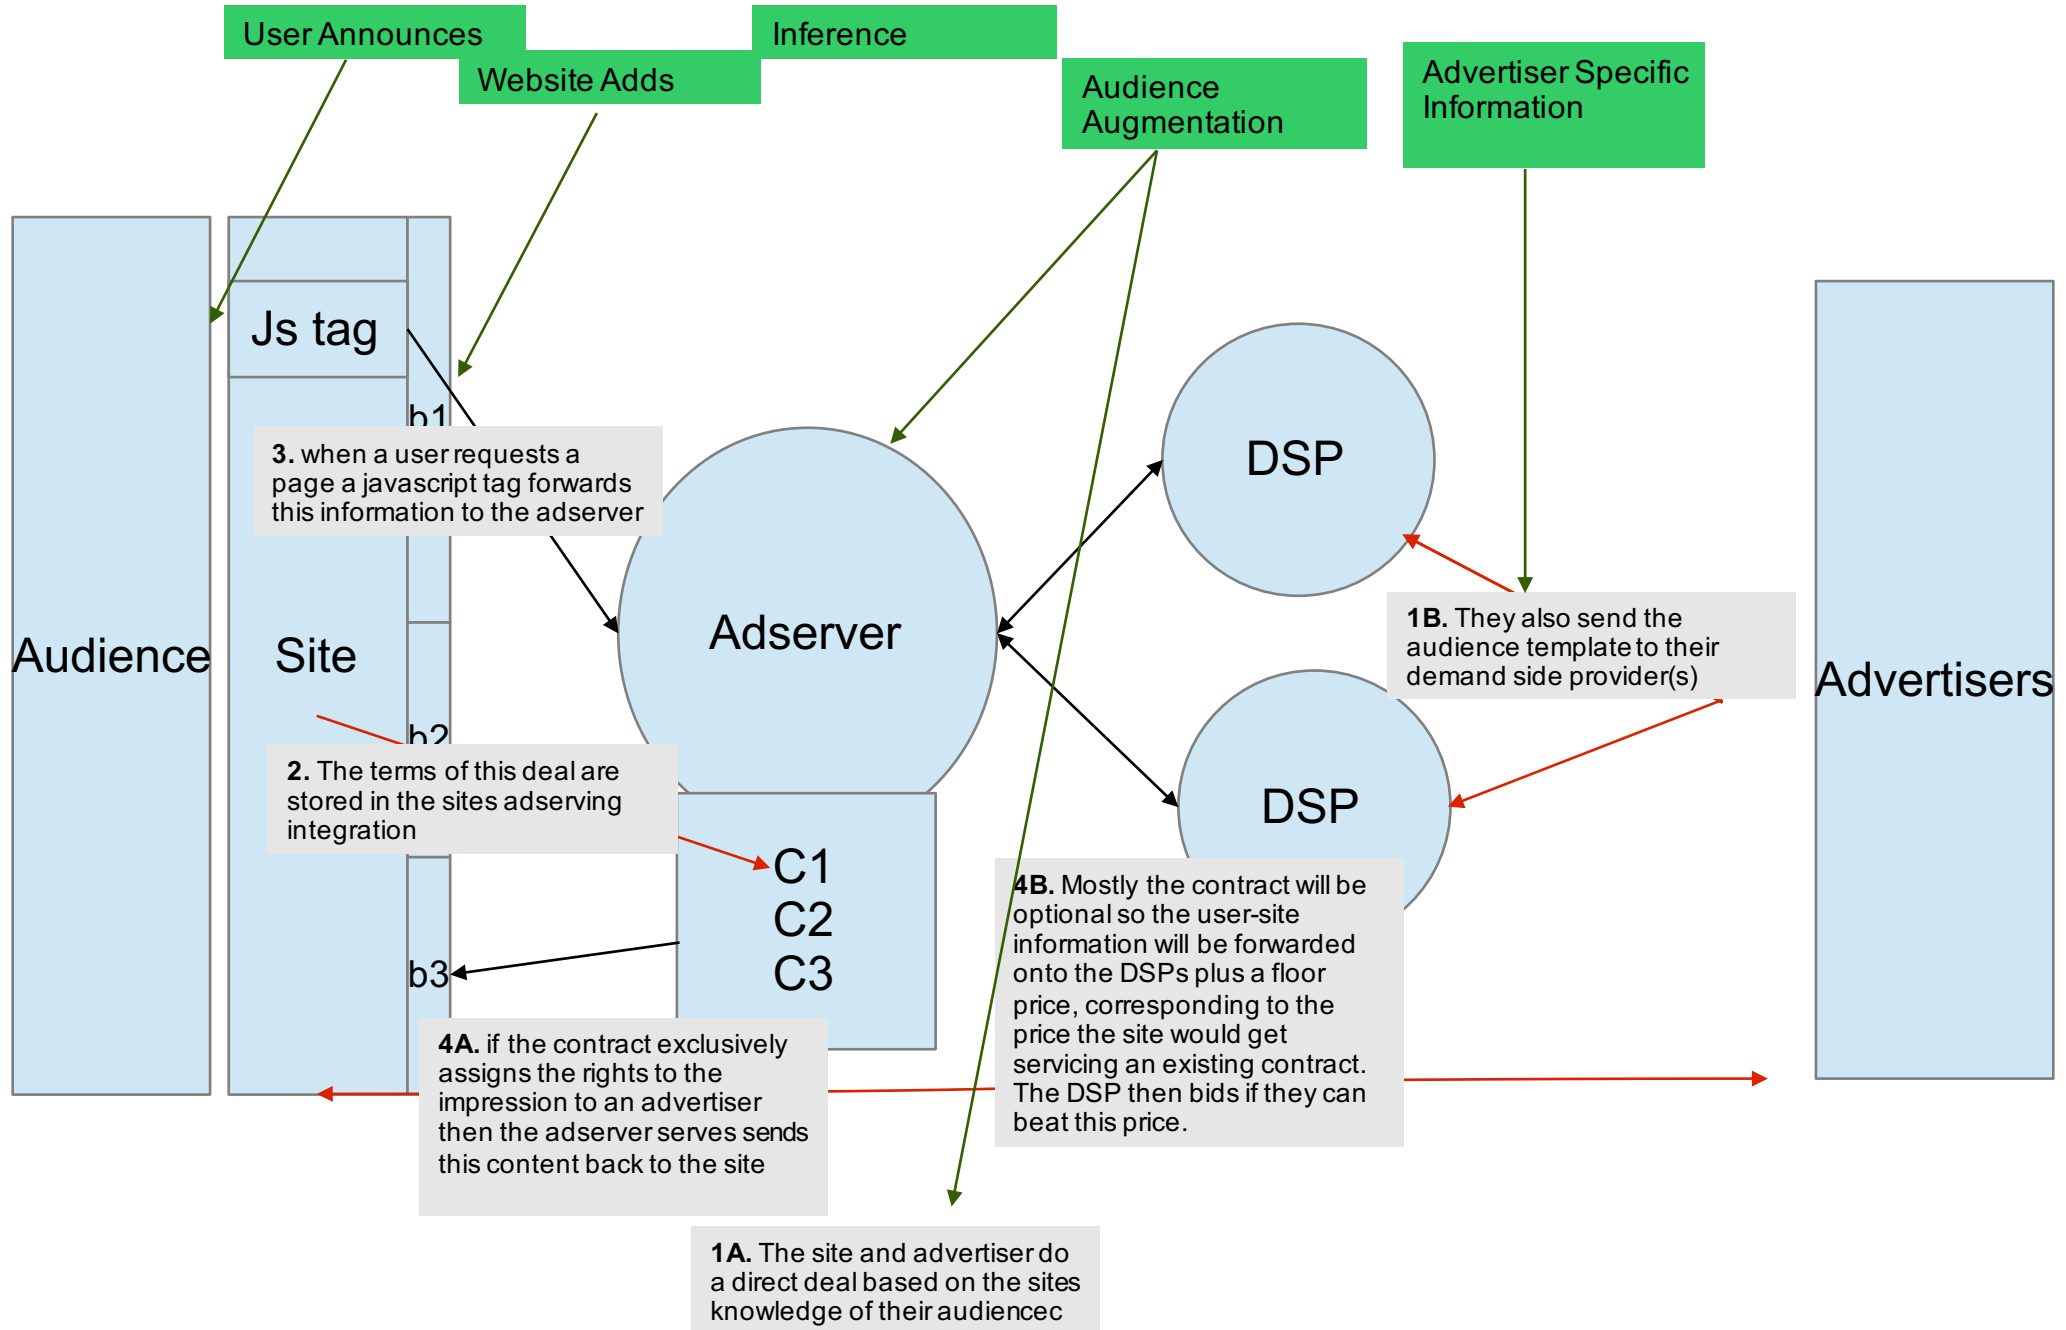 User Announces
Inference
Website Adds
Audience
Augmentation
Advertiser Specific
Information
Js tag
b1
3. when a user requests a
page a javascript tag forwards
this information to the adserver
DSP
Audience
Site
Adserver
1B. They also send the
audience template to their
demand side provider(s)
Advertisers
b2
2. The terms of this deal are
stored in the sites adserving
integration
DSP
C1
C2
C3
b3
4B. Mostly the contract will be
optional so the user-site
information will be forwarded
onto the DSPs plus a floor
price, corresponding to the
price the site would get
servicing an existing contract.
The DSP then bids if they can
beat this price.
4A. if the contract exclusively
assigns the rights to the
impression to an advertiser
then the adserver serves sends
this content back to the site
1A. The site and advertiser do
a direct deal based on the sites
knowledge of their audiencec